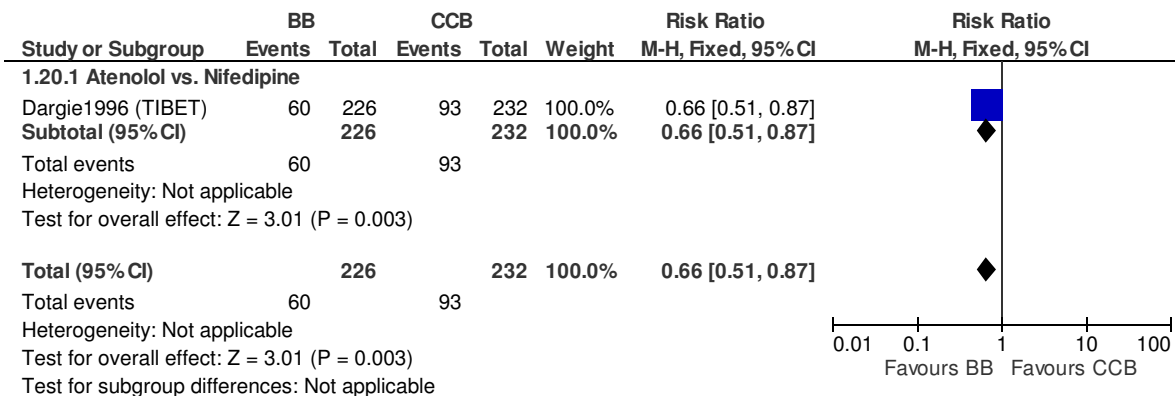 BB CCB Risk Ratio Risk Ratio
Study or Subgroup Events Total Events Total Weight M-H, Fixed, 95% CI M-H, Fixed, 95% CI
1.20.1 Atenolol vs. Nifedipine
Dargie1996 (TIBET) 60 226 93 232 100.0% 0.66 [0.51, 0.87]
Subtotal (95% CI) 226 232 100.0% 0.66 [0.51, 0.87]
Total events 60 93
Heterogeneity: Not applicable
Test for overall effect: Z = 3.01 (P = 0.003)
Total (95% CI) 226 232 100.0% 0.66 [0.51, 0.87]
Total events 60 93
Heterogeneity: Not applicable
Test for overall effect: Z = 3.01 (P = 0.003)
Test for subgroup differences: Not applicable
0.01 0.1 1 10 100
Favours BB Favours CCB